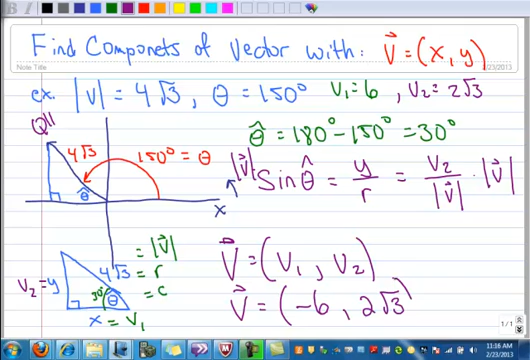 B I U
Find Componets of Vector with: V⃗ = (x, y)
Note Title
2/23/2013
ex. |V| = 4√3 , θ = 150° V₁ = 6 , V₂ = 2√3
QII
θ̂ = 180° − 150° = 30°
4√3 150° = θ
θ̂
x
|V⃗| Sin θ̂ = y/r = V₂/|V⃗| · |V⃗|
= |V⃗|
4√3 = r
= c
V₂ = y
30° θ̂
x = V₁
V⃗ = (V₁ , V₂)
V⃗ = (−6 , 2√3)
1/1
11:16 AM
2/23/2013